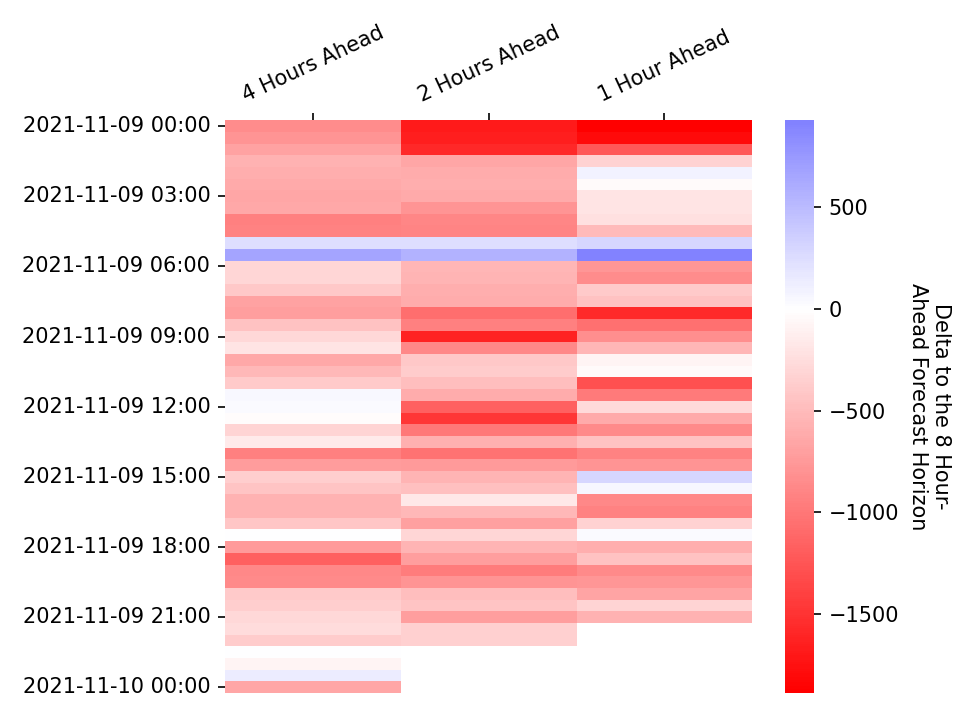 4 Hours Ahead
2 Hours Ahead
1 Hour Ahead
2021-11-09 00:00
2021-11-09 03:00
2021-11-09 06:00
2021-11-09 09:00
2021-11-09 12:00
2021-11-09 15:00
2021-11-09 18:00
2021-11-09 21:00
2021-11-10 00:00
500
0
−500
−1000
−1500
Delta to the 8 Hour-
Ahead Forecast Horizon